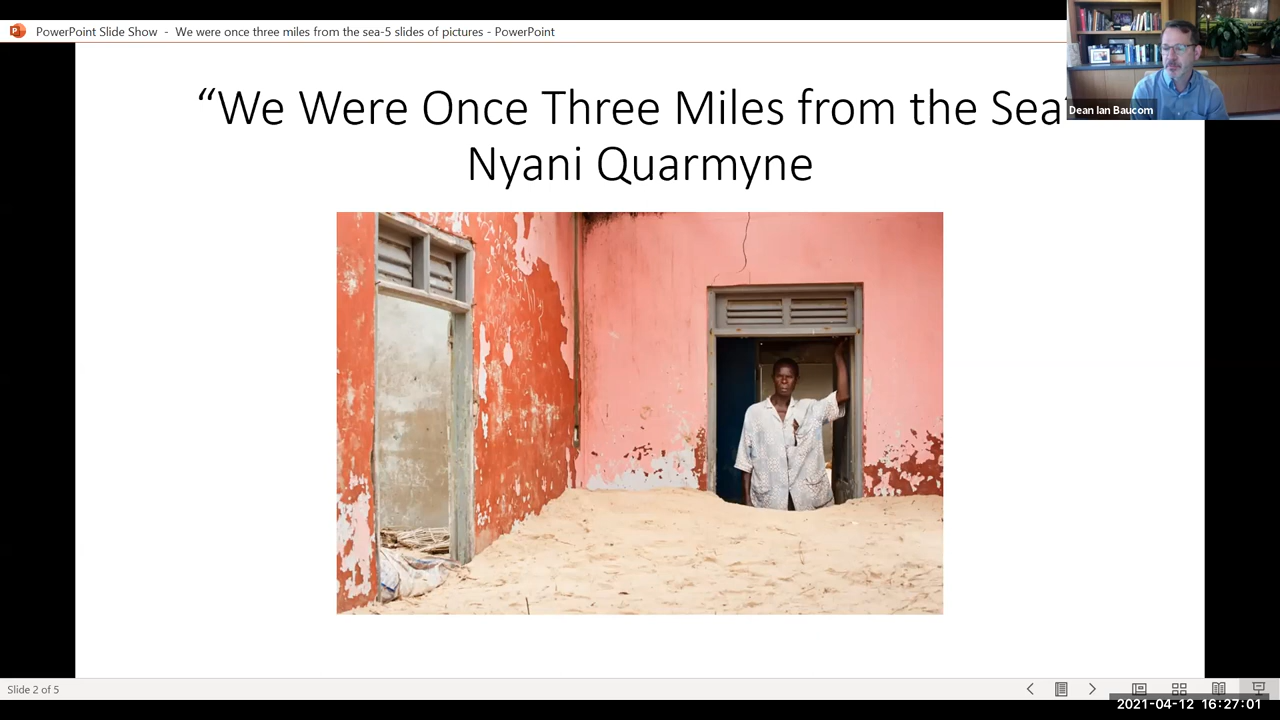 PowerPoint Slide Show - We were once three miles from the sea-5 slides of pictures - PowerPoint
Dean Ian Baucom
“We Were Once Three Miles from the Sea”
Nyani Quarmyne
Slide 2 of 5
2021-04-12 16:27:01